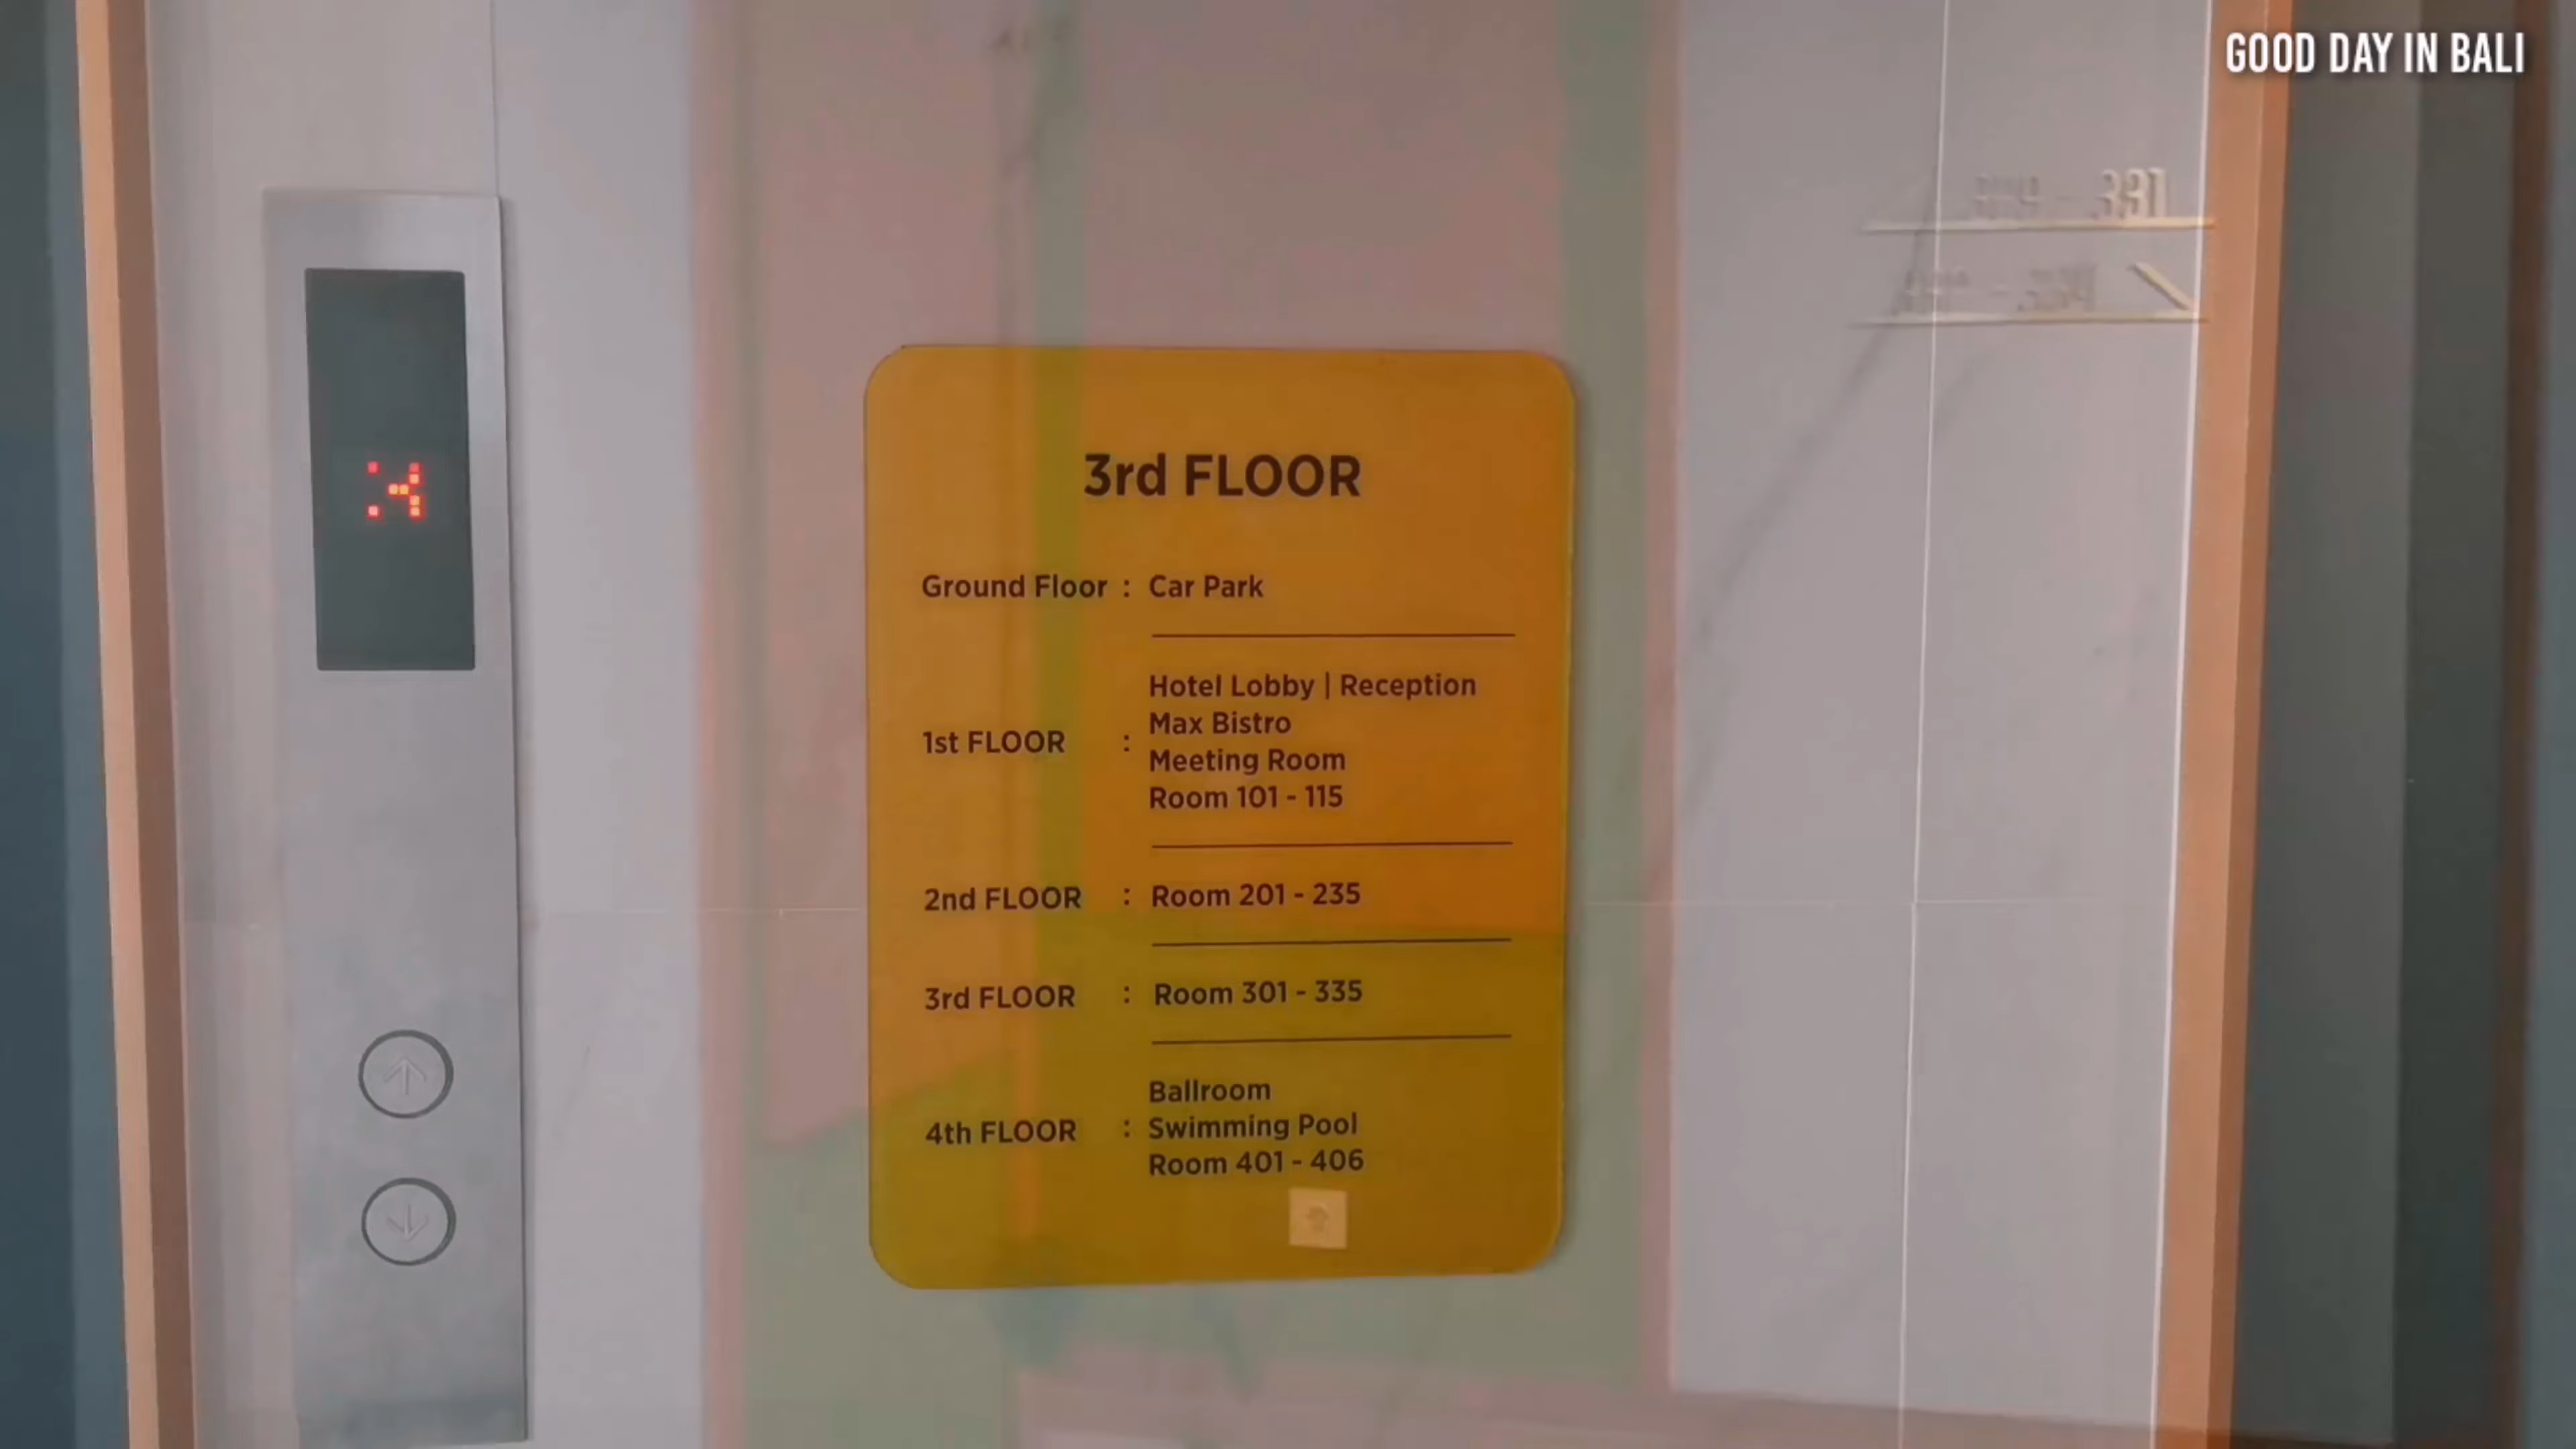 GOOD DAY IN BALI
331
3rd FLOOR
Ground Floor : Car Park
Hotel Lobby | Reception
Max Bistro
1st FLOOR :
Meeting Room
Room 101 - 115
2nd FLOOR : Room 201 - 235
3rd FLOOR : Room 301 - 335
Ballroom
4th FLOOR : Swimming Pool
Room 401 - 406